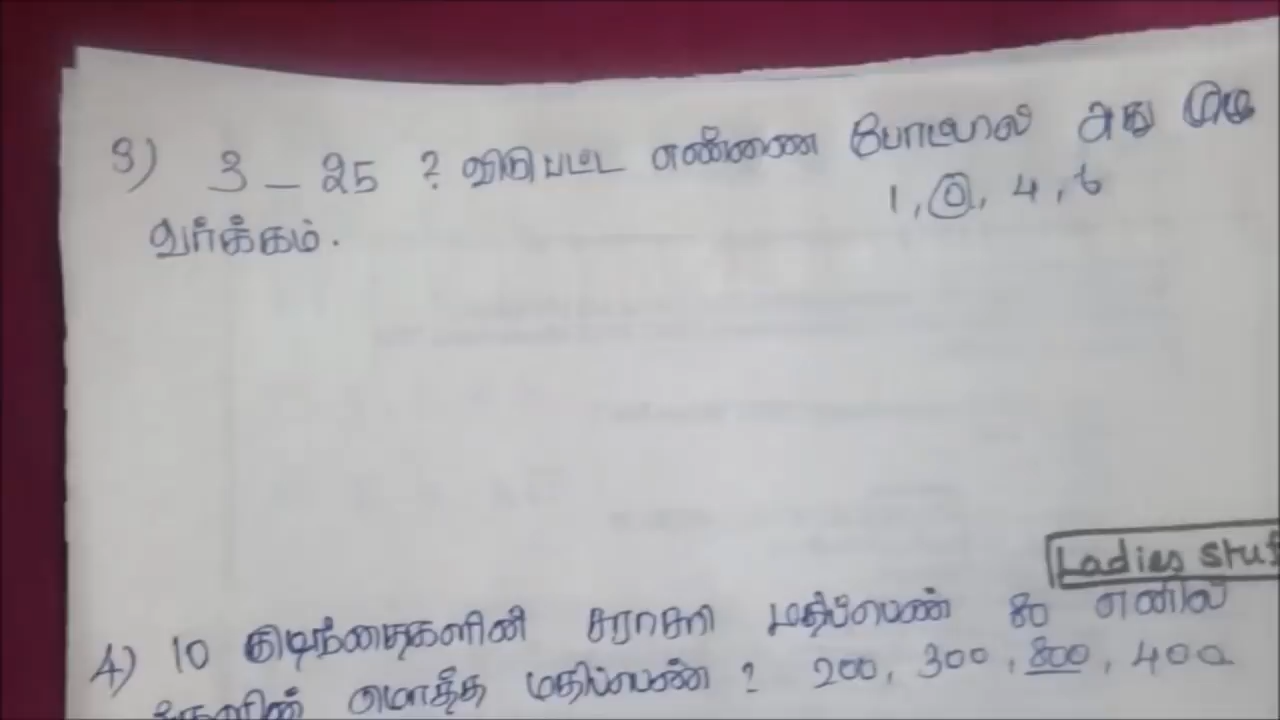 3) 3 _ 25 ? விடுபட்ட எண்ணை போட்டால் அது முழு
1, 0, 4, 6
வர்க்கம்.
Ladies Stuf
4) 10 குழந்தைகளின் சராசரி மதிப்பெண் 80 எனில்
மொத்த மதிப்பெண் ? 200, 300, 800, 400